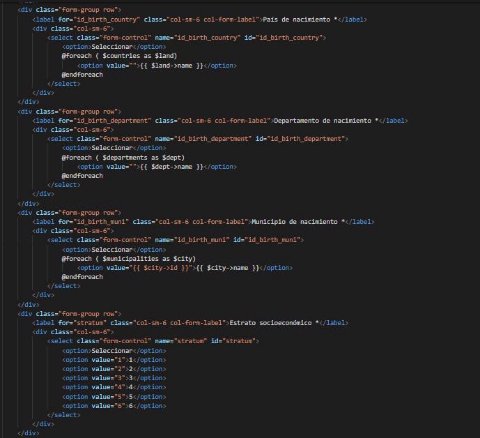 <div class="form-group row">
<label for="id_birth_country" class="col-sm-6 col-form-label">País de nacimiento *</label>
<div class="col-sm-6">
<select class="form-control" name="id_birth_country" id="id_birth_country">
<option>Seleccionar</option>
@foreach ( $countries as $land)
<option value="">{{ $land->name }}</option>
@endforeach
</select>
</div>
</div>
<div class="form-group row">
<label for="id_birth_department" class="col-sm-6 col-form-label">Departamento de nacimiento *</label>
<div class="col-sm-6">
<select class="form-control" name="id_birth_department" id="id_birth_department">
<option>Seleccionar</option>
@foreach ( $departments as $dept)
<option value="">{{ $dept->name }}</option>
@endforeach
</select>
</div>
</div>
<div class="form-group row">
<label for="id_birth_muni" class="col-sm-6 col-form-label">Municipio de nacimiento *</label>
<div class="col-sm-6">
<select class="form-control" name="id_birth_muni" id="id_birth_muni">
<option>Seleccionar</option>
@foreach ( $municipalities as $city)
<option value="{{ $city->id }}">{{ $city->name }}</option>
@endforeach
</select>
</div>
</div>
<div class="form-group row">
<label for="stratum" class="col-sm-6 col-form-label">Estrato socioeconómico *</label>
<div class="col-sm-6">
<select class="form-control" name="stratum" id="stratum">
<option>Seleccionar</option>
<option value="1">1</option>
<option value="2">2</option>
<option value="3">3</option>
<option value="4">4</option>
<option value="5">5</option>
<option value="6">6</option>
</select>
</div>
</div>